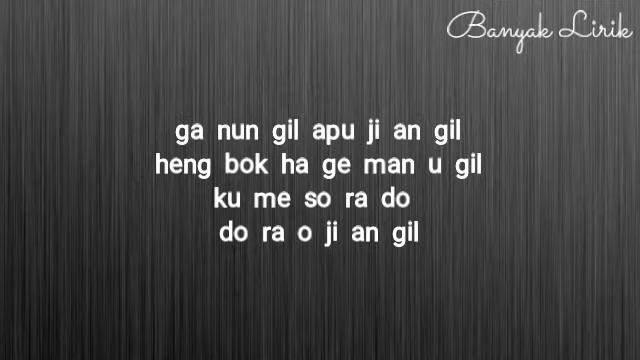 Banyak Lirik
ga nun gil apu ji an gil
heng bok ha ge man u gil
ku me so ra do
do ra o ji an gil